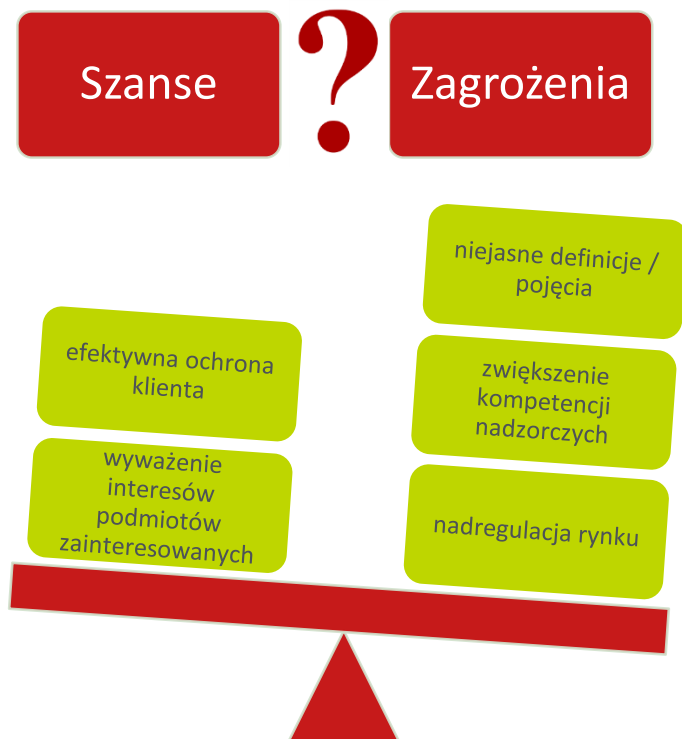 Szanse
?
Zagrożenia
efektywna ochrona
klienta
wyważenie
interesów
podmiotów
zainteresowanych
niejasne definicje /
pojęcia
zwiększenie
kompetencji
nadzorczych
nadregulacja rynku